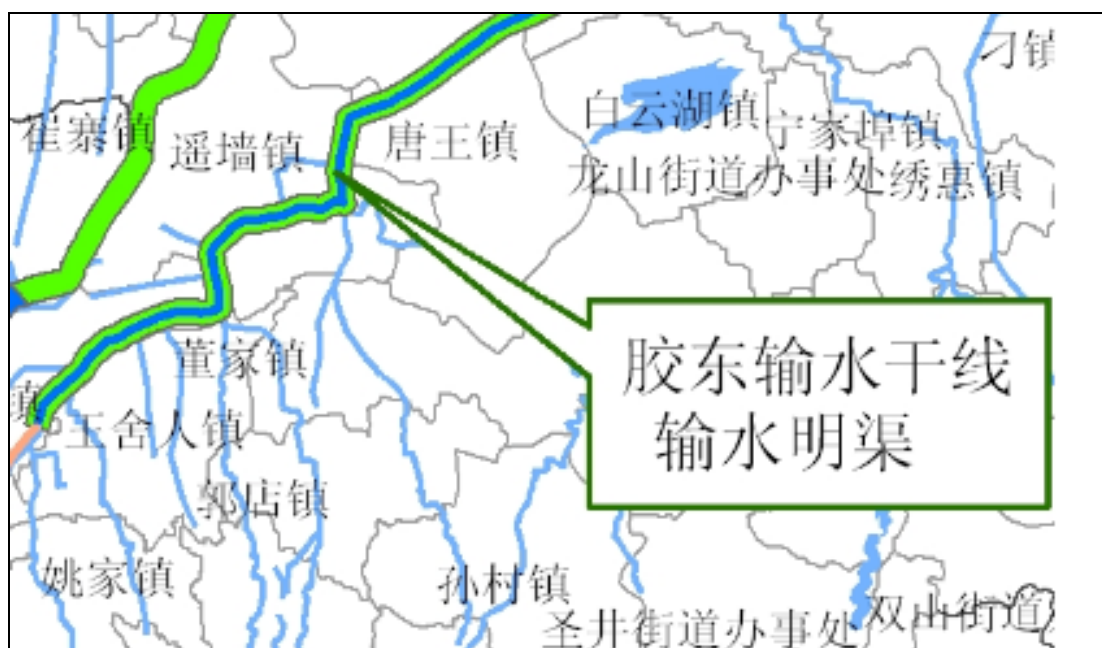 刁镇
白云湖镇
崔寨镇
遥墙镇
唐王镇
宁家埠镇
龙山街道办事处
绣惠镇
胶东输水干线
输水明渠
董家镇
镇
王舍人镇
郭店镇
姚家镇
孙村镇
圣井街道办事处
双山街道